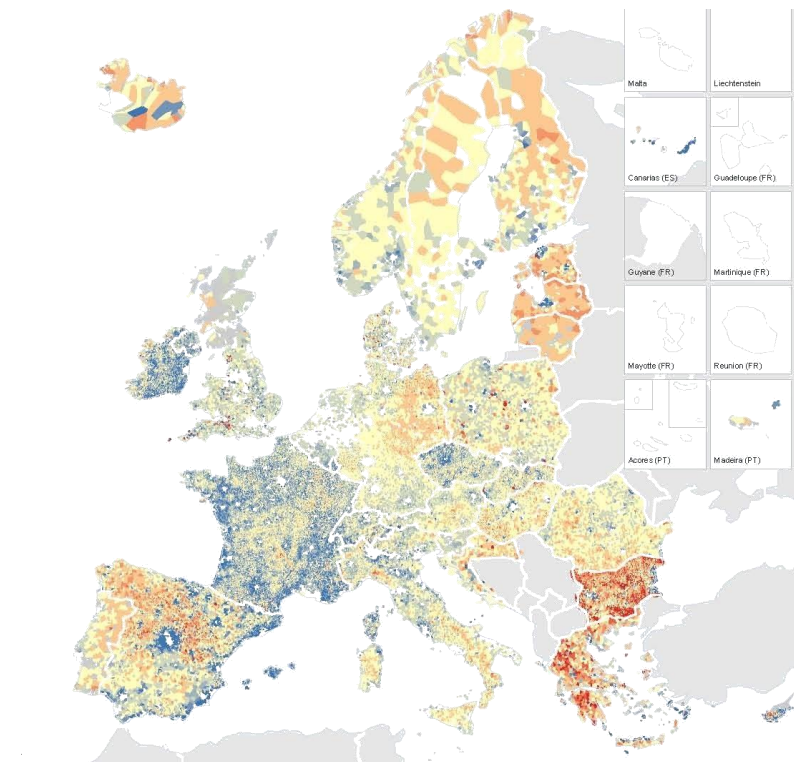 Malta
Liechtenstein
Canarias (ES)
Guadeloupe (FR)
Guyane (FR)
Martinique (FR)
Mayotte (FR)
Reunion (FR)
Acores (PT)
Madeira (PT)